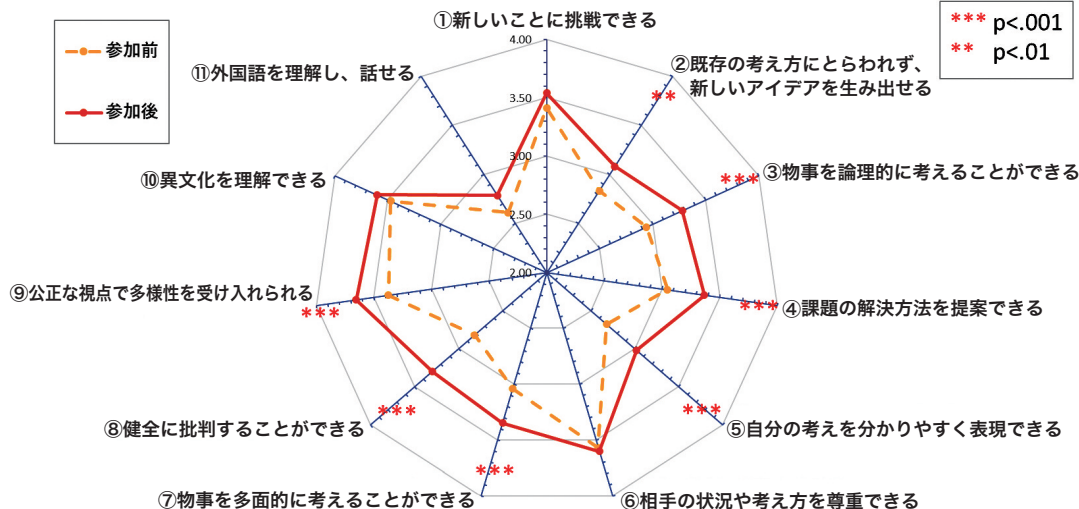 参加前
参加後
*** p<.001
** p<.01
①新しいことに挑戦できる
②既存の考え方にとらわれず、
新しいアイデアを生み出せる
**
③物事を論理的に考えることができる
***
④課題の解決方法を提案できる
***
⑤自分の考えを分かりやすく表現できる
***
⑥相手の状況や考え方を尊重できる
⑦物事を多面的に考えることができる
***
⑧健全に批判することができる
***
⑨公正な視点で多様性を受け入れられる
***
⑩異文化を理解できる
⑪外国語を理解し、話せる
4.00
3.50
3.00
2.50
2.00